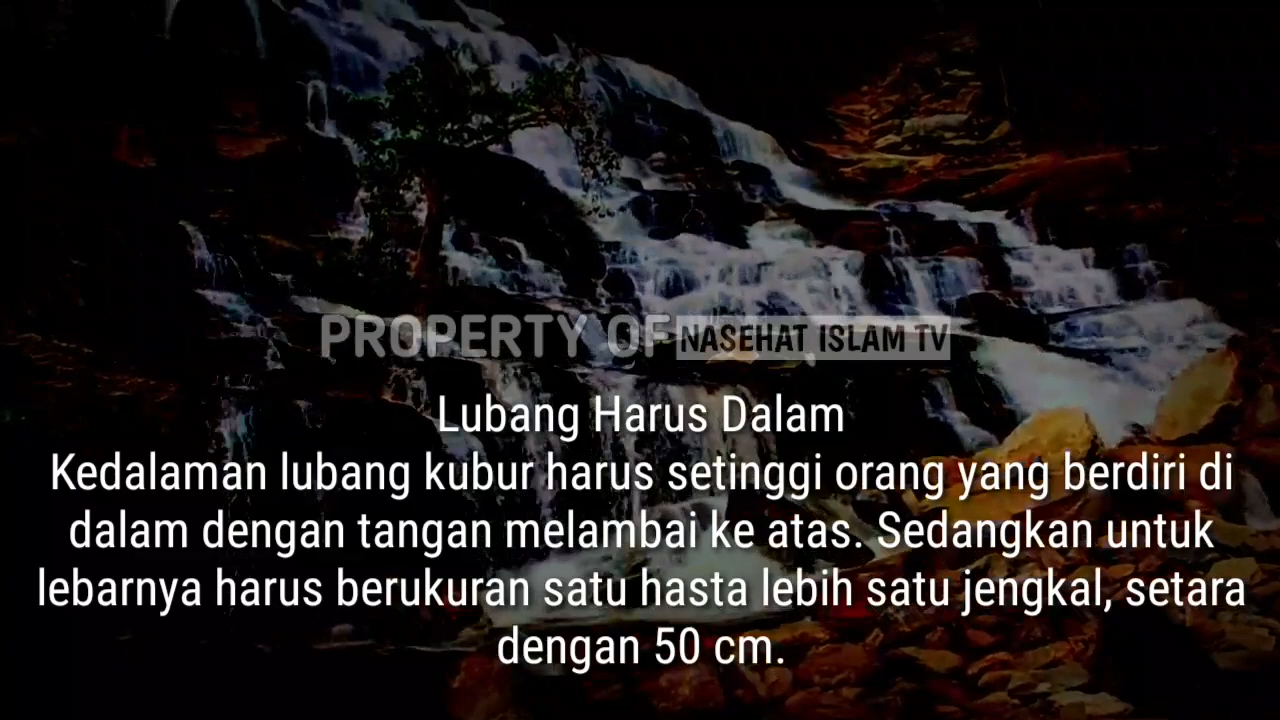 PROPERTY OF NASEHAT ISLAM TV
Lubang Harus Dalam
Kedalaman lubang kubur harus setinggi orang yang berdiri di
dalam dengan tangan melambai ke atas. Sedangkan untuk
lebarnya harus berukuran satu hasta lebih satu jengkal, setara
dengan 50 cm.